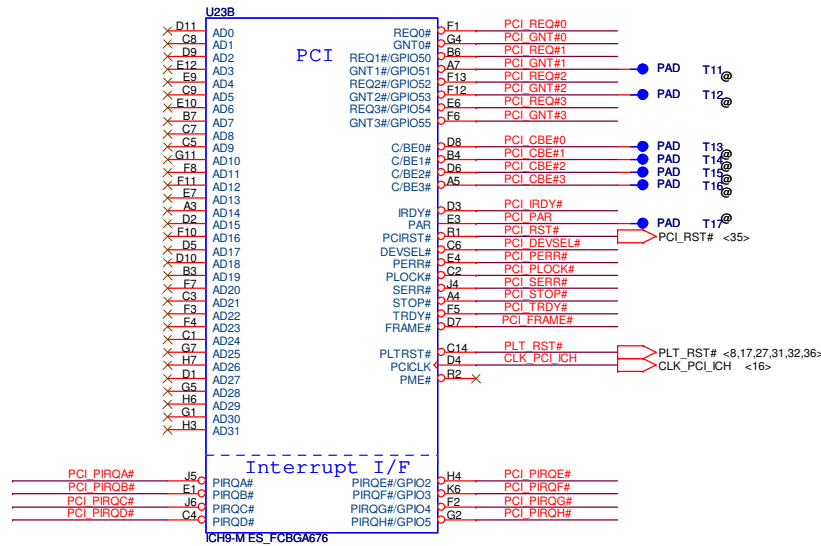 U23B
PCI
D11 AD0
C8 AD1
D9 AD2
E12 AD3
E9 AD4
C9 AD5
E10 AD6
B7 AD7
C7 AD8
C5 AD9
G11 AD10
F8 AD11
F11 AD12
E7 AD13
A3 AD14
D2 AD15
F10 AD16
D5 AD17
D10 AD18
B3 AD19
F7 AD20
C3 AD21
F3 AD22
F4 AD23
C1 AD24
G7 AD25
H7 AD26
D1 AD27
G5 AD28
H6 AD29
G1 AD30
H3 AD31
REQ0# F1 PCI_REQ#0
GNT0# G4 PCI_GNT#0
REQ1#/GPIO50 B6 PCI_REQ#1
GNT1#/GPIO51 A7 PCI_GNT#1 PAD T11 @
REQ2#/GPIO52 F13 PCI_REQ#2
GNT2#/GPIO53 F12 PCI_GNT#2 PAD T12 @
REQ3#/GPIO54 E6 PCI_REQ#3
GNT3#/GPIO55 F6 PCI_GNT#3
C/BE0# D8 PCI_CBE#0 PAD T13 @
C/BE1# B4 PCI_CBE#1 PAD T14 @
C/BE2# D6 PCI_CBE#2 PAD T15 @
C/BE3# A5 PCI_CBE#3 PAD T16 @
IRDY# D3 PCI_IRDY#
PAR E3 PCI_PAR PAD T17 @
PCIRST# R1 PCI_RST# PCI_RST# <35>
DEVSEL# C6 PCI_DEVSEL#
PERR# E4 PCI_PERR#
PLOCK# C2 PCI_PLOCK#
SERR# J4 PCI_SERR#
STOP# A4 PCI_STOP#
TRDY# F5 PCI_TRDY#
FRAME# D7 PCI_FRAME#
PLTRST# C14 PLT_RST# PLT_RST# <8,17,27,31,32,36>
PCICLK D4 CLK_PCI_ICH CLK_PCI_ICH <16>
PME# R2
Interrupt I/F
PCI_PIRQA# J5 PIRQA# PIRQE#/GPIO2 H4 PCI_PIRQE#
PCI_PIRQB# E1 PIRQB# PIRQF#/GPIO3 K6 PCI_PIRQF#
PCI_PIRQC# J6 PIRQC# PIRQG#/GPIO4 F2 PCI_PIRQG#
PCI_PIRQD# C4 PIRQD# PIRQH#/GPIO5 G2 PCI_PIRQH#
ICH9-M ES_FCBGA676